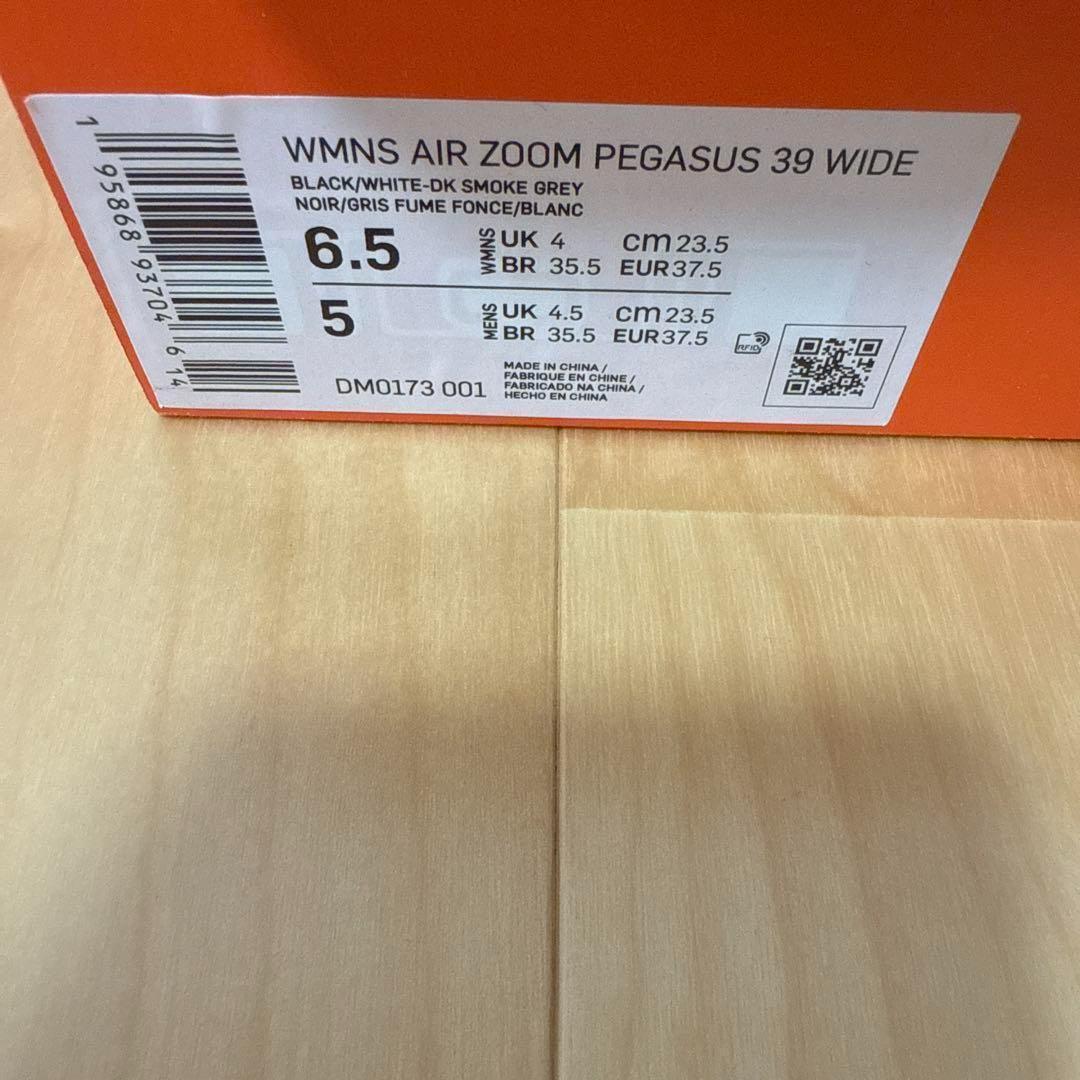 WMNS AIR ZOOM PEGASUS 39 WIDE
BLACK/WHITE-DK SMOKE GREY
NOIR/GRIS FUME FONCE/BLANC
6.5 WMNS UK 4 cm 23.5
BR 35.5 EUR 37.5
5 MENS UK 4.5 cm 23.5
BR 35.5 EUR 37.5
RFID
DM0173 001
MADE IN CHINA /
FABRIQUE EN CHINE /
FABRICADO NA CHINA /
HECHO EN CHINA
1 95868 93704 6 14